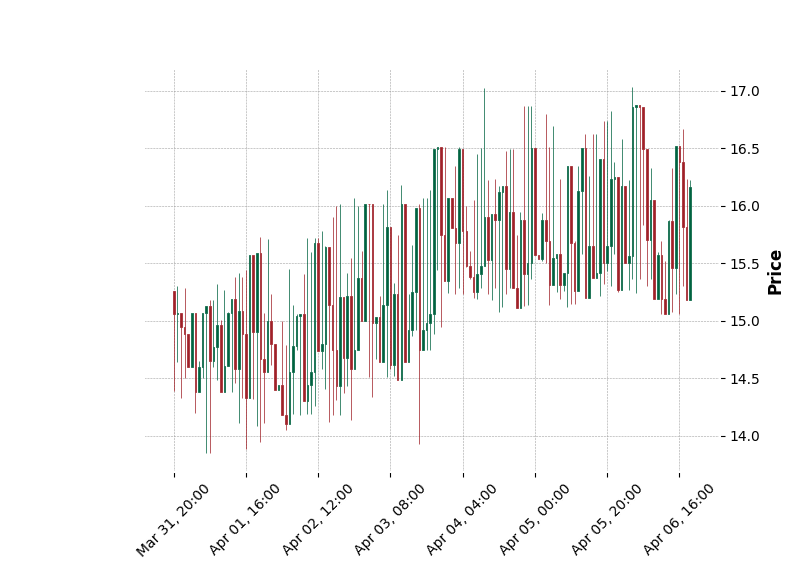 17.0
16.5
16.0
15.5
15.0
14.5
14.0
Price
Mar 31, 20:00
Apr 01, 16:00
Apr 02, 12:00
Apr 03, 08:00
Apr 04, 04:00
Apr 05, 00:00
Apr 05, 20:00
Apr 06, 16:00